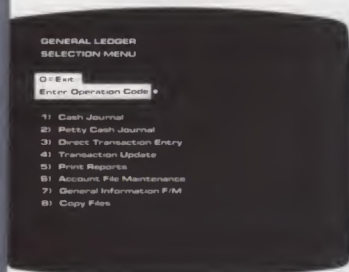 GENERAL LEDGER
SELECTION MENU
0 = Exit
Enter Operation Code
1) Cash Journal
2) Petty Cash Journal
3) Direct Transaction Entry
4) Transaction Update
5) Print Reports
6) Account File Maintenance
7) General Information F/M
8) Copy Files